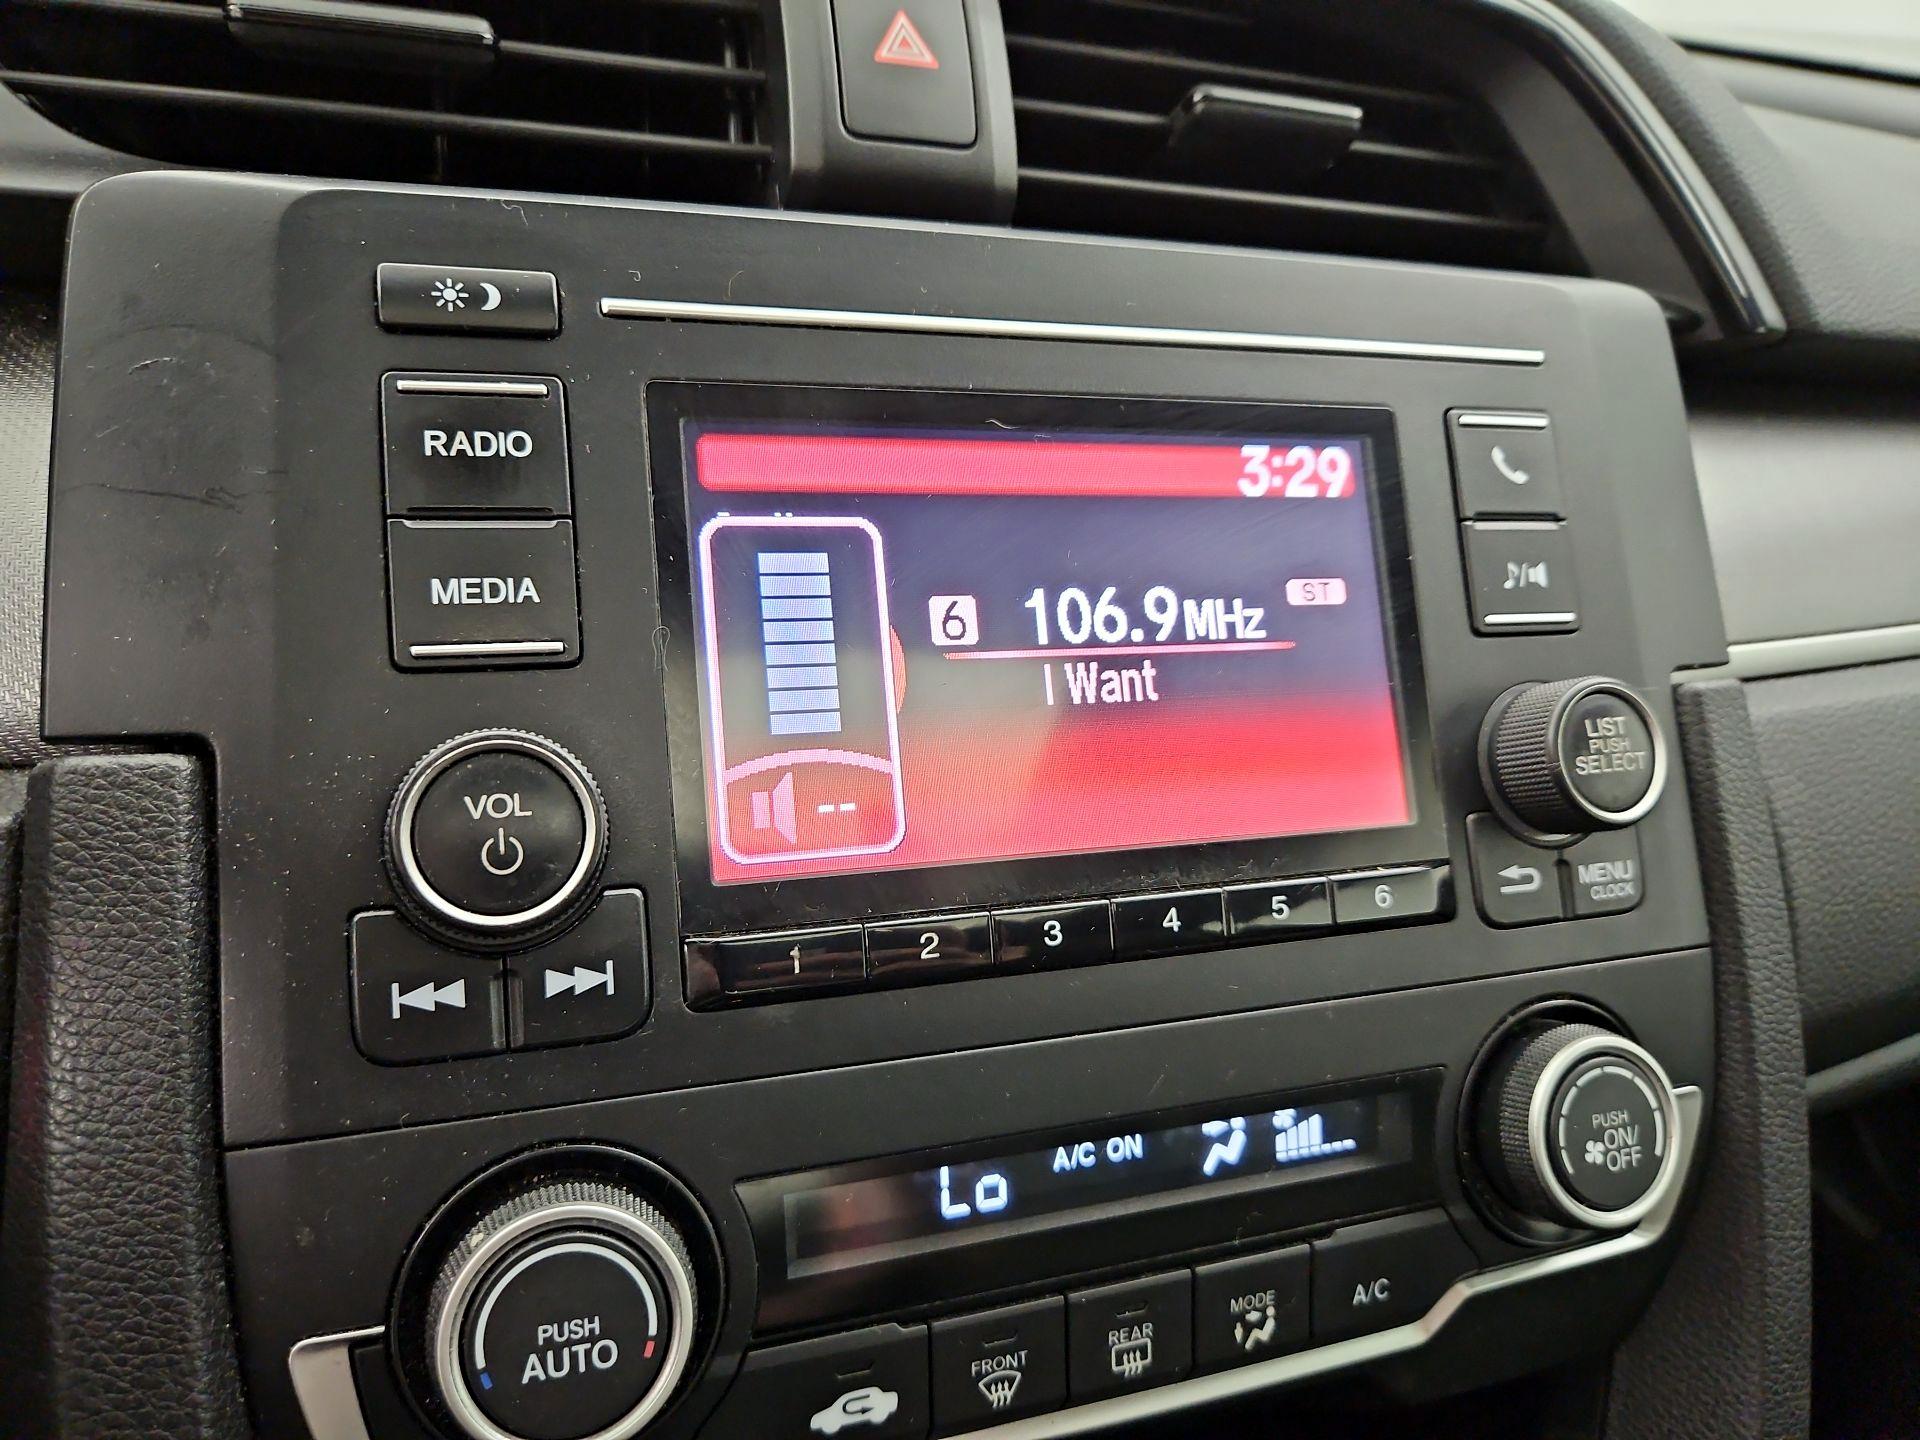 RADIO
MEDIA
VOL
3:29
6 106.9MHz ST
I Want
--
LIST
PUSH
SELECT
MENU
CLOCK
1 2 3 4 5 6
Lo A/C ON
PUSH
ON/
OFF
PUSH
AUTO
FRONT
REAR
MODE
A/C